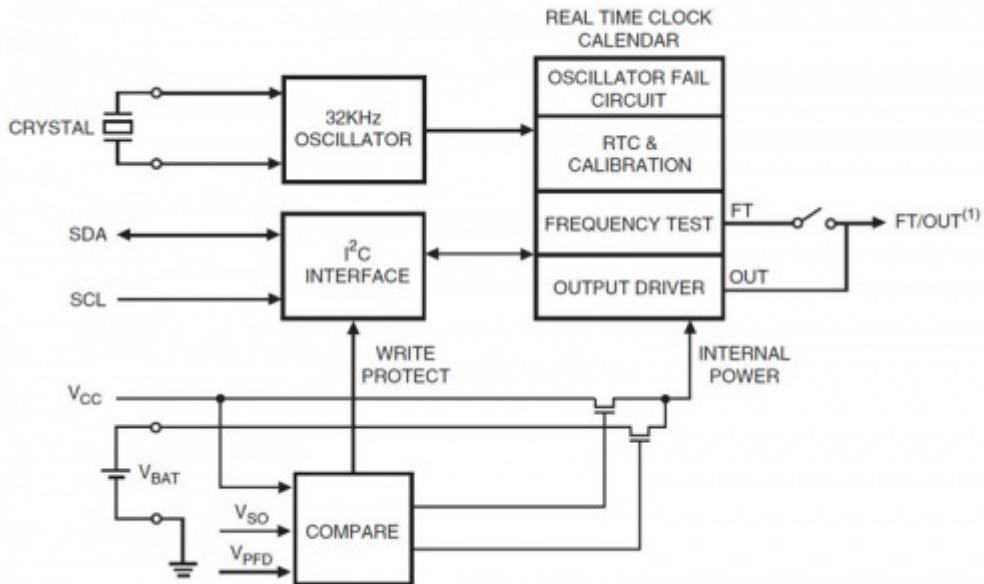 REAL TIME CLOCK
CALENDAR
OSCILLATOR FAIL
CIRCUIT
CRYSTAL
32KHz
OSCILLATOR
RTC &
CALIBRATION
FREQUENCY TEST
FT
FT/OUT(1)
SDA
I2C
INTERFACE
SCL
OUTPUT DRIVER
OUT
WRITE
PROTECT
INTERNAL
POWER
VCC
VBAT
VSO
COMPARE
VPFD